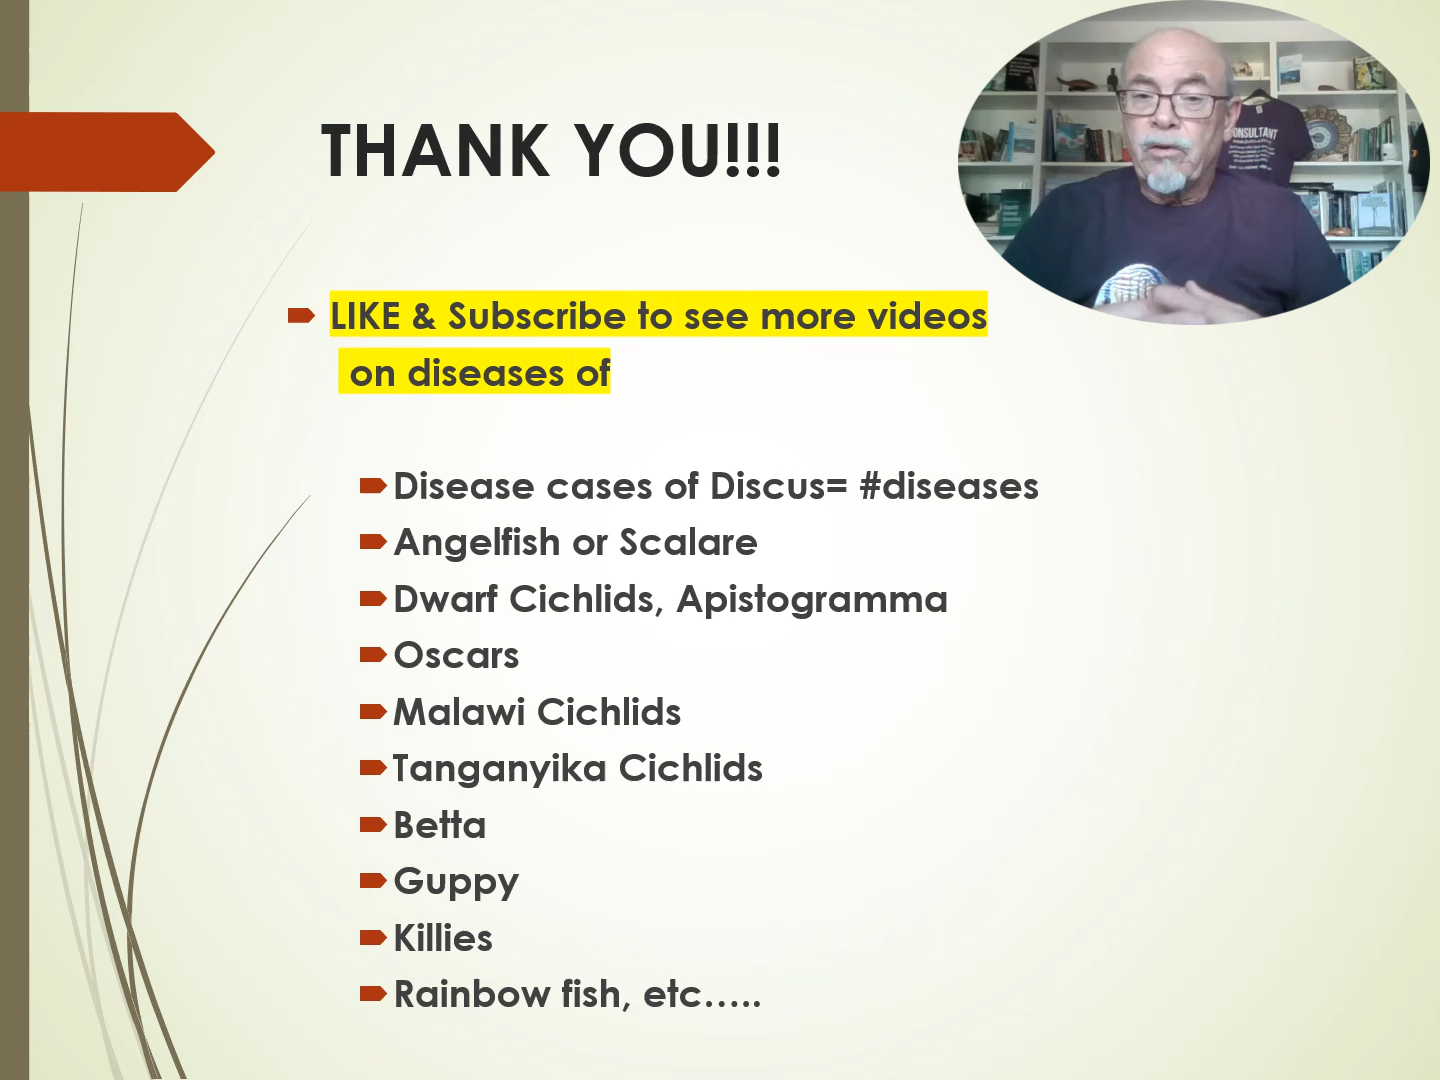 THANK YOU!!!
LIKE & Subscribe to see more videos
on diseases of
Disease cases of Discus= #diseases
Angelfish or Scalare
Dwarf Cichlids, Apistogramma
Oscars
Malawi Cichlids
Tanganyika Cichlids
Betta
Guppy
Killies
Rainbow fish, etc…..
ONSULTANT